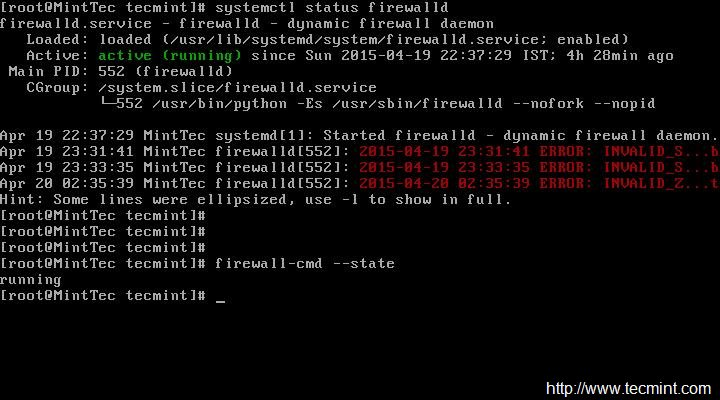 [root@MintTec tecmint]# systemctl status firewalld
firewalld.service - firewalld - dynamic firewall daemon
   Loaded: loaded (/usr/lib/systemd/system/firewalld.service; enabled)
   Active: active (running) since Sun 2015-04-19 22:37:29 IST; 4h 28min ago
 Main PID: 552 (firewalld)
   CGroup: /system.slice/firewalld.service
           └─552 /usr/bin/python -Es /usr/sbin/firewalld --nofork --nopid
Apr 19 22:37:29 MintTec systemd[1]: Started firewalld - dynamic firewall daemon.
Apr 19 23:31:41 MintTec firewalld[552]: 2015-04-19 23:31:41 ERROR: INVALID_S...b
Apr 19 23:33:35 MintTec firewalld[552]: 2015-04-19 23:33:35 ERROR: INVALID_S...b
Apr 20 02:35:39 MintTec firewalld[552]: 2015-04-20 02:35:39 ERROR: INVALID_Z...t
Hint: Some lines were ellipsized, use -l to show in full.
[root@MintTec tecmint]#
[root@MintTec tecmint]#
[root@MintTec tecmint]#
[root@MintTec tecmint]# firewall-cmd --state
running
[root@MintTec tecmint]# _
http://www.tecmint.com